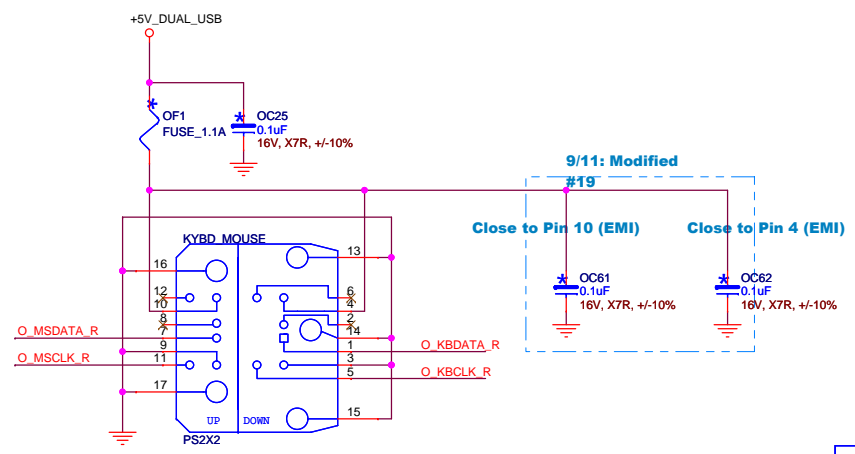 +5V_DUAL_USB
OF1
FUSE_1.1A
OC25
0.1uF
16V, X7R, +/-10%
9/11: Modified
#19
Close to Pin 10 (EMI)
Close to Pin 4 (EMI)
KYBD_MOUSE
13
16
OC61
0.1uF
16V, X7R, +/-10%
OC62
0.1uF
16V, X7R, +/-10%
12
6
10
4
8
2
O_MSDATA_R
7
14
9
1
O_KBDATA_R
O_MSCLK_R
11
3
5
O_KBCLK_R
17
15
UP
DOWN
PS2X2